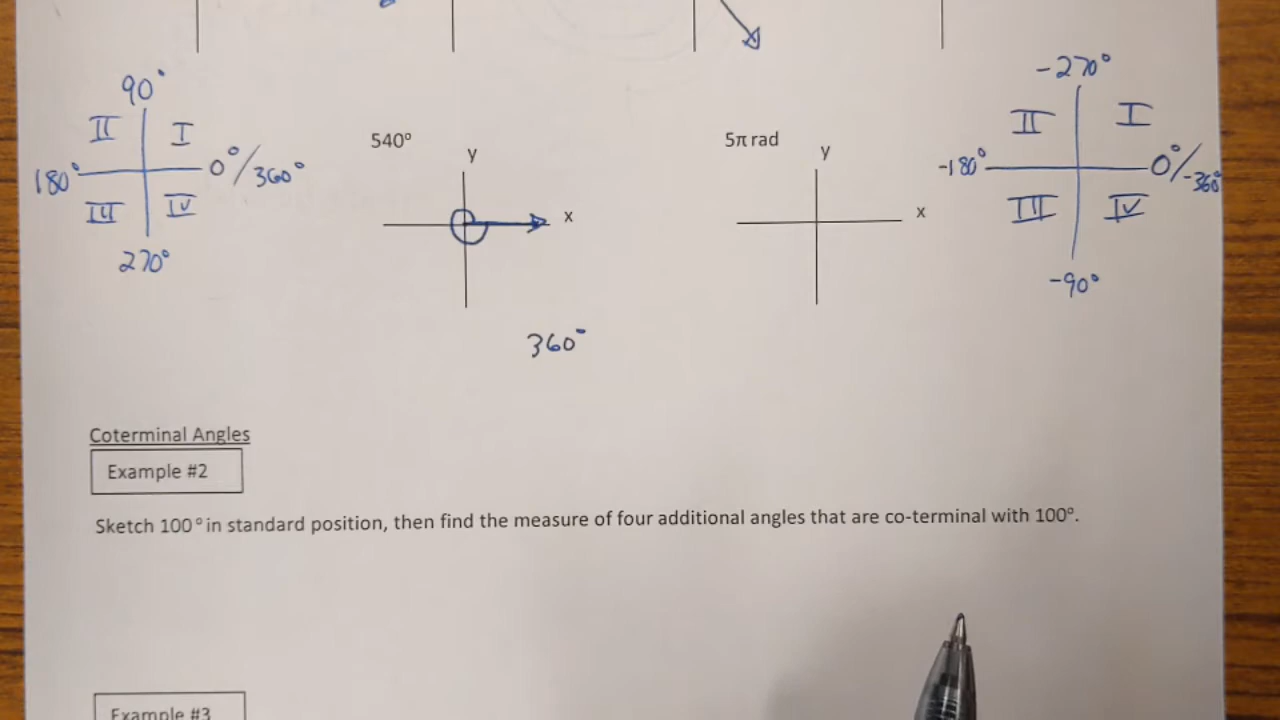 90° -270°
II I II I
540° 5π rad
y y
180° 0°/360° -180° 0°/-360°
III IV x x III IV
270° -90°
360°
Coterminal Angles
Example #2
Sketch 100° in standard position, then find the measure of four additional angles that are co-terminal with 100°.
Example #3